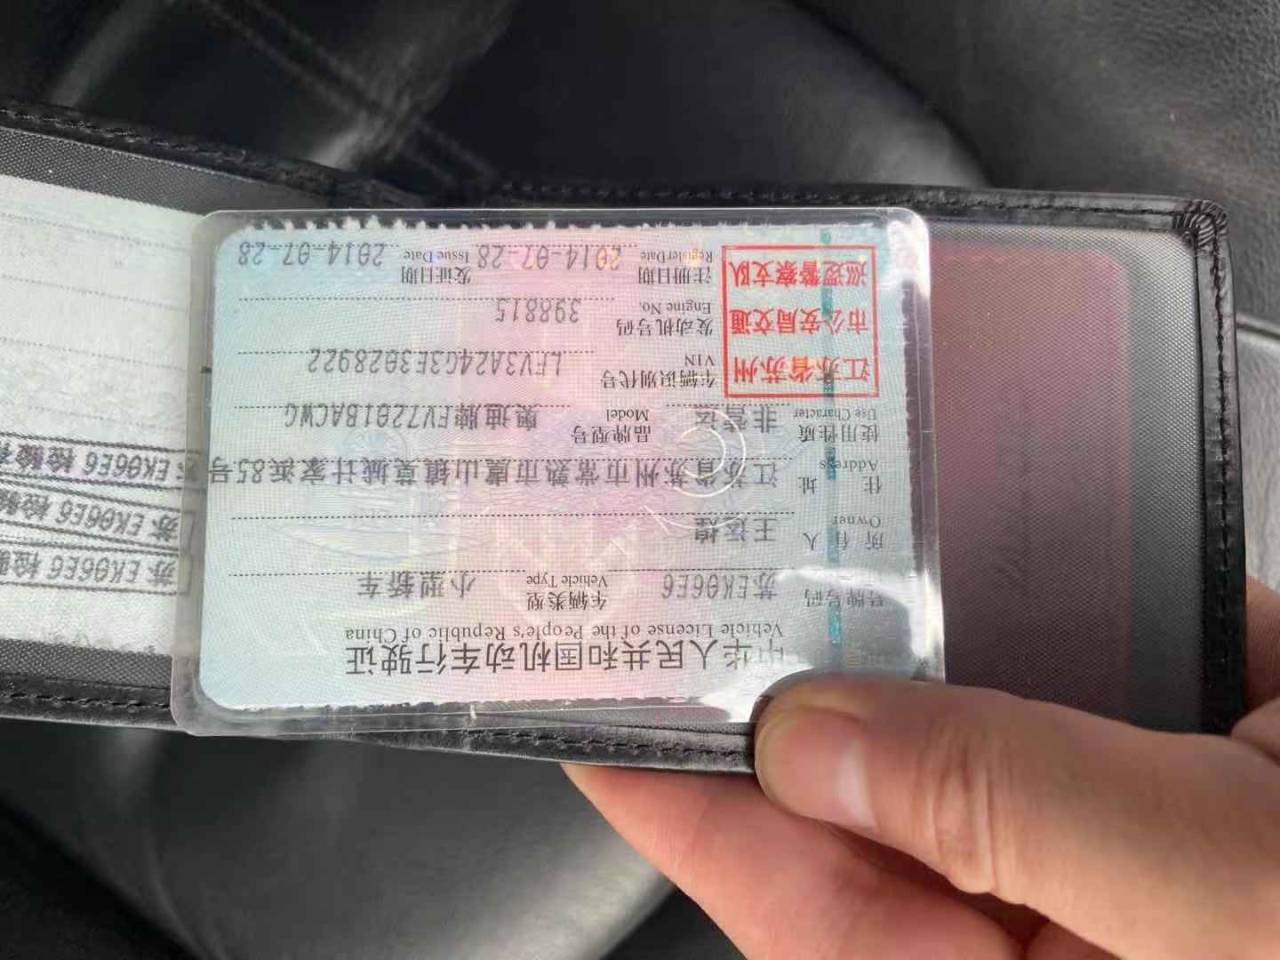 中华人民共和国机动车行驶证
Vehicle License of the People's Republic of China
号牌号码 苏EK06E6 车辆类型 小型轿车
Vehicle Type
所有人 王运煌
Owner
住址 江苏省苏州市常熟市虞山镇莫城计家浜85号
Address
使用性质 非营运 品牌型号 奥迪牌FV7201BACWG
Use Character Model
江苏省苏州
市公安局交通
巡逻警察支队
车辆识别代号 LFV3A24G3E3028922
VIN
发动机号码 398815
Engine No.
注册日期 2014-07-28 发证日期 2014-07-28
Register Date Issue Date
苏EK06E6 检验
苏EK06E6 检验
苏EK06E6 检验